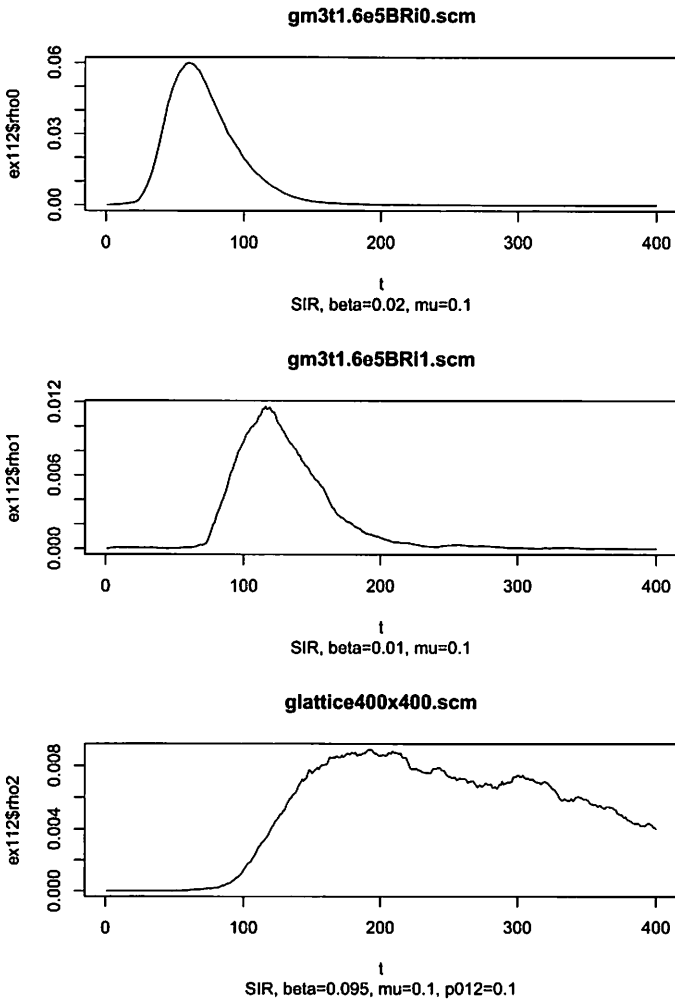 gm3t1.6e5BRi0.scm
ex112$rho0
0.06
0.03
0.00
0 100 200 300 400
t
SIR, beta=0.02, mu=0.1
gm3t1.6e5BRi1.scm
ex112$rho1
0.012
0.006
0.000
0 100 200 300 400
t
SIR, beta=0.01, mu=0.1
glattice400x400.scm
ex112$rho2
0.008
0.004
0.000
0 100 200 300 400
t
SIR, beta=0.095, mu=0.1, p012=0.1